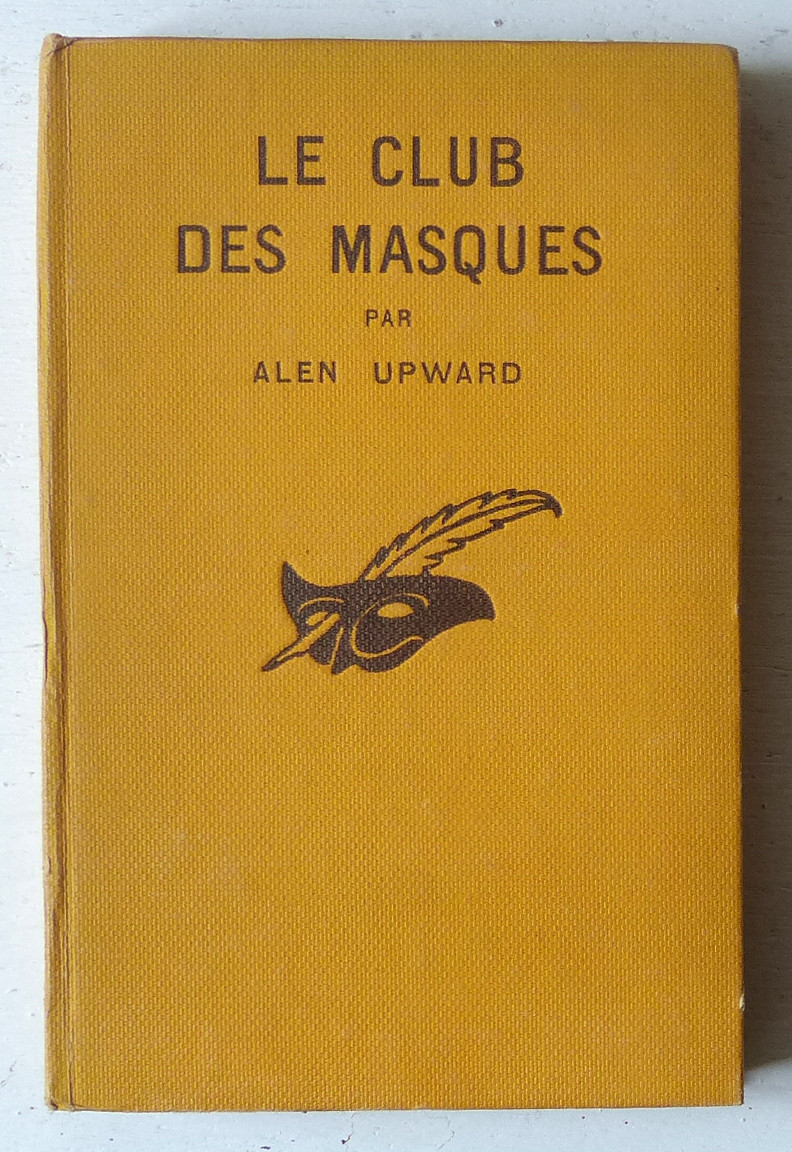 LE CLUB
DES MASQUES
PAR
ALEN UPWARD